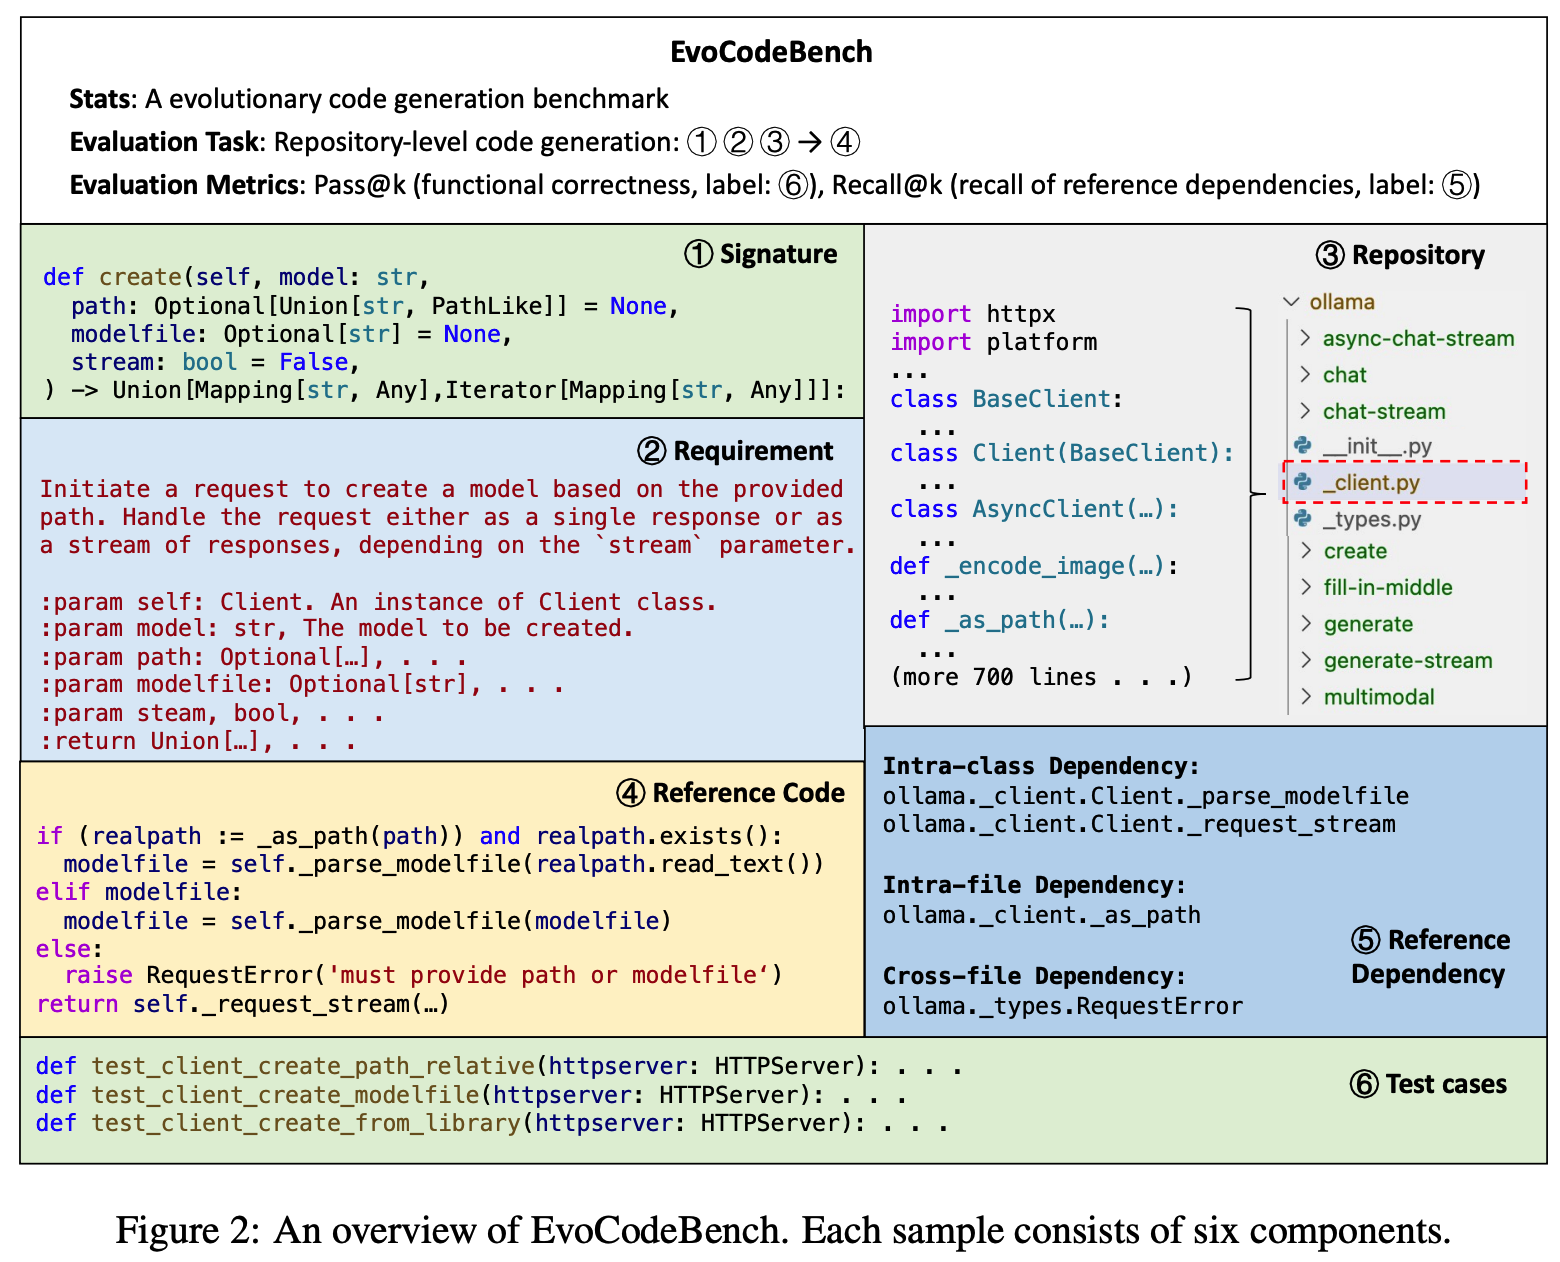 EvoCodeBench
Stats: A evolutionary code generation benchmark
Evaluation Task: Repository-level code generation: ① ② ③ → ④
Evaluation Metrics: Pass@k (functional correctness, label: ⑥), Recall@k (recall of reference dependencies, label: ⑤)
① Signature
def create(self, model: str,
  path: Optional[Union[str, PathLike]] = None,
  modelfile: Optional[str] = None,
  stream: bool = False,
) -> Union[Mapping[str, Any],Iterator[Mapping[str, Any]]]:
② Requirement
Initiate a request to create a model based on the provided
path. Handle the request either as a single response or as
a stream of responses, depending on the `stream` parameter.
:param self: Client. An instance of Client class.
:param model: str, The model to be created.
:param path: Optional[…], . . .
:param modelfile: Optional[str], . . .
:param steam, bool, . . .
:return Union[…], . . .
③ Repository
import httpx
import platform
...
class BaseClient:
  ...
class Client(BaseClient):
  ...
class AsyncClient(…):
  ...
def _encode_image(…):
  ...
def _as_path(…):
  ...
(more 700 lines . . .)
ollama
async-chat-stream
chat
chat-stream
__init__.py
_client.py
_types.py
create
fill-in-middle
generate
generate-stream
multimodal
④ Reference Code
if (realpath := _as_path(path)) and realpath.exists():
  modelfile = self._parse_modelfile(realpath.read_text())
elif modelfile:
  modelfile = self._parse_modelfile(modelfile)
else:
  raise RequestError('must provide path or modelfile‘)
return self._request_stream(…)
Intra-class Dependency:
ollama._client.Client._parse_modelfile
ollama._client.Client._request_stream
Intra-file Dependency:
ollama._client._as_path
Cross-file Dependency:
ollama._types.RequestError
⑤ Reference
Dependency
def test_client_create_path_relative(httpserver: HTTPServer): . . .
def test_client_create_modelfile(httpserver: HTTPServer): . . .
def test_client_create_from_library(httpserver: HTTPServer): . . .
⑥ Test cases
Figure 2: An overview of EvoCodeBench. Each sample consists of six components.